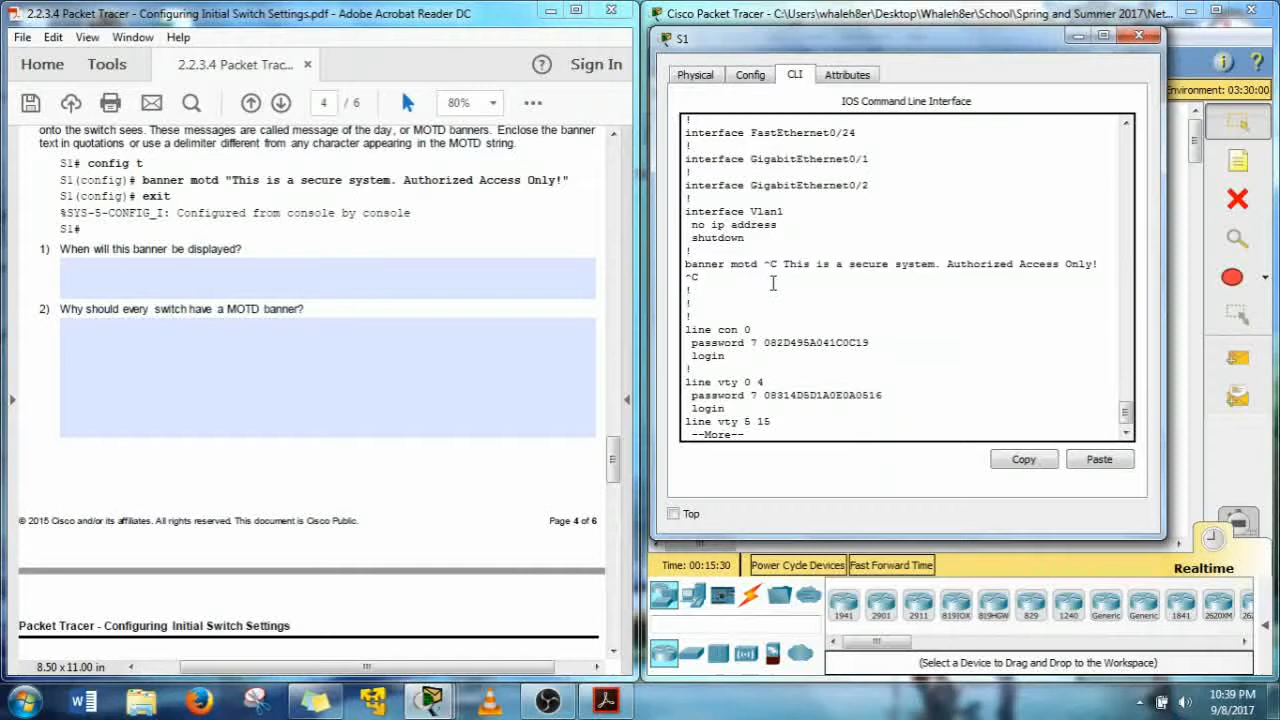 2.2.3.4 Packet Tracer - Configuring Initial Switch Settings.pdf - Adobe Acrobat Reader DC
File Edit View Window Help
Home Tools 2.2.3.4 Packet Trac... × Sign In
4 / 6 80%
onto the switch sees. These messages are called message of the day, or MOTD banners. Enclose the banner
text in quotations or use a delimiter different from any character appearing in the MOTD string.
S1# config t
S1(config)# banner motd "This is a secure system. Authorized Access Only!"
S1(config)# exit
%SYS-5-CONFIG_I: Configured from console by console
S1#
1) When will this banner be displayed?
2) Why should every switch have a MOTD banner?
© 2015 Cisco and/or its affiliates. All rights reserved. This document is Cisco Public. Page 4 of 6
Packet Tracer - Configuring Initial Switch Settings
8.50 x 11.00 in
Cisco Packet Tracer - C:\Users\whaleh8er\Desktop\Whaleh8er\School\Spring and Summer 2017\Net...
S1
Physical Config CLI Attributes
Environment: 03:30:00
IOS Command Line Interface
!
interface FastEthernet0/24
!
interface GigabitEthernet0/1
!
interface GigabitEthernet0/2
!
interface Vlan1
no ip address
shutdown
!
banner motd ^C This is a secure system. Authorized Access Only!
^C
!
!
!
line con 0
password 7 082D495A041C0C19
login
!
line vty 0 4
password 7 08314D5D1A0E0A0516
login
line vty 5 15
--More--
Copy Paste
Top
Time: 00:15:30 Power Cycle Devices Fast Forward Time
Realtime
1941 2901 2911 819IOX 819HGW 829 1240 Generic Generic 1841 2620XM 262
(Select a Device to Drag and Drop to the Workspace)
10:39 PM
9/8/2017